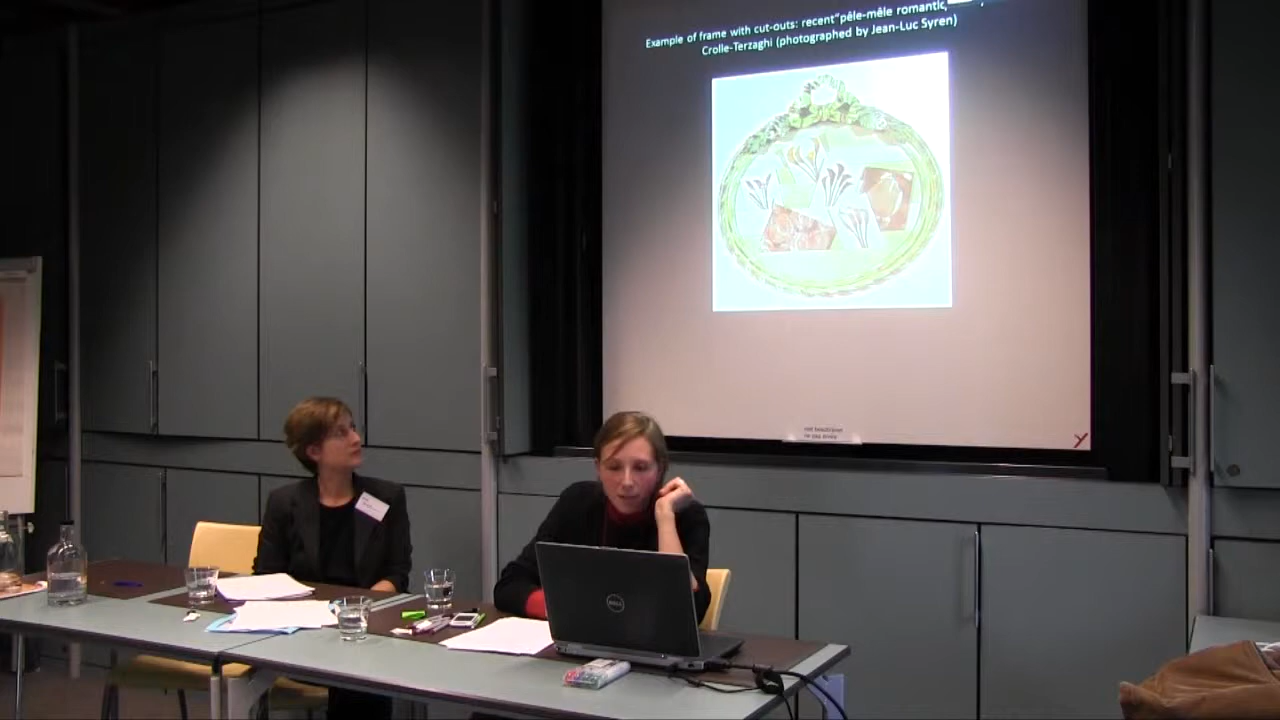 Example of frame with cut-outs: recent "pêle-mêle romantic,
Crolle-Terzaghi (photographed by Jean-Luc Syren)
DELL